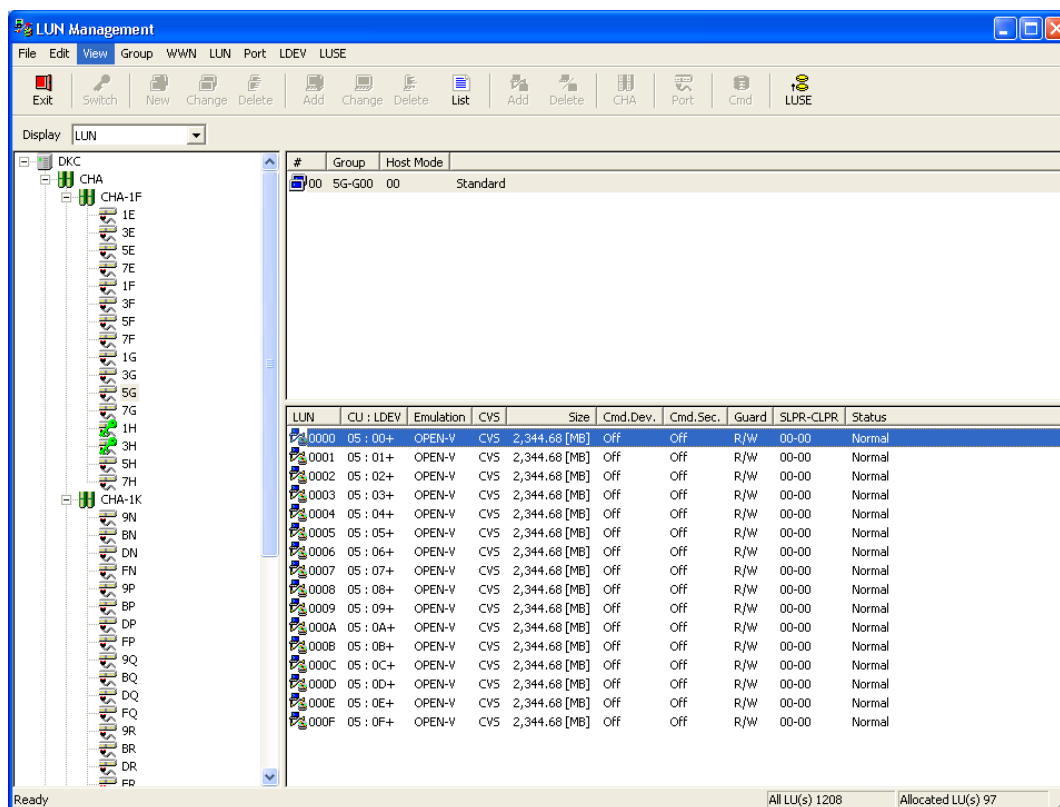 LUN Management
File Edit View Group WWN LUN Port LDEV LUSE
Exit Switch New Change Delete Add Change Delete List Add Delete CHA Port Cmd LUSE
Display LUN
DKC
CHA
CHA-1F
1E
3E
5E
7E
1F
3F
5F
7F
1G
3G
5G
7G
1H
3H
5H
7H
CHA-1K
9N
BN
DN
FN
9P
BP
DP
FP
9Q
BQ
DQ
FQ
9R
BR
DR
FR
# Group Host Mode
00 5G-G00 00 Standard
LUN CU : LDEV Emulation CVS Size Cmd.Dev. Cmd.Sec. Guard SLPR-CLPR Status
0000 05 : 00+ OPEN-V CVS 2,344.68 [MB] Off Off R/W 00-00 Normal
0001 05 : 01+ OPEN-V CVS 2,344.68 [MB] Off Off R/W 00-00 Normal
0002 05 : 02+ OPEN-V CVS 2,344.68 [MB] Off Off R/W 00-00 Normal
0003 05 : 03+ OPEN-V CVS 2,344.68 [MB] Off Off R/W 00-00 Normal
0004 05 : 04+ OPEN-V CVS 2,344.68 [MB] Off Off R/W 00-00 Normal
0005 05 : 05+ OPEN-V CVS 2,344.68 [MB] Off Off R/W 00-00 Normal
0006 05 : 06+ OPEN-V CVS 2,344.68 [MB] Off Off R/W 00-00 Normal
0007 05 : 07+ OPEN-V CVS 2,344.68 [MB] Off Off R/W 00-00 Normal
0008 05 : 08+ OPEN-V CVS 2,344.68 [MB] Off Off R/W 00-00 Normal
0009 05 : 09+ OPEN-V CVS 2,344.68 [MB] Off Off R/W 00-00 Normal
000A 05 : 0A+ OPEN-V CVS 2,344.68 [MB] Off Off R/W 00-00 Normal
000B 05 : 0B+ OPEN-V CVS 2,344.68 [MB] Off Off R/W 00-00 Normal
000C 05 : 0C+ OPEN-V CVS 2,344.68 [MB] Off Off R/W 00-00 Normal
000D 05 : 0D+ OPEN-V CVS 2,344.68 [MB] Off Off R/W 00-00 Normal
000E 05 : 0E+ OPEN-V CVS 2,344.68 [MB] Off Off R/W 00-00 Normal
000F 05 : 0F+ OPEN-V CVS 2,344.68 [MB] Off Off R/W 00-00 Normal
Ready All LU(s) 1208 Allocated LU(s) 97